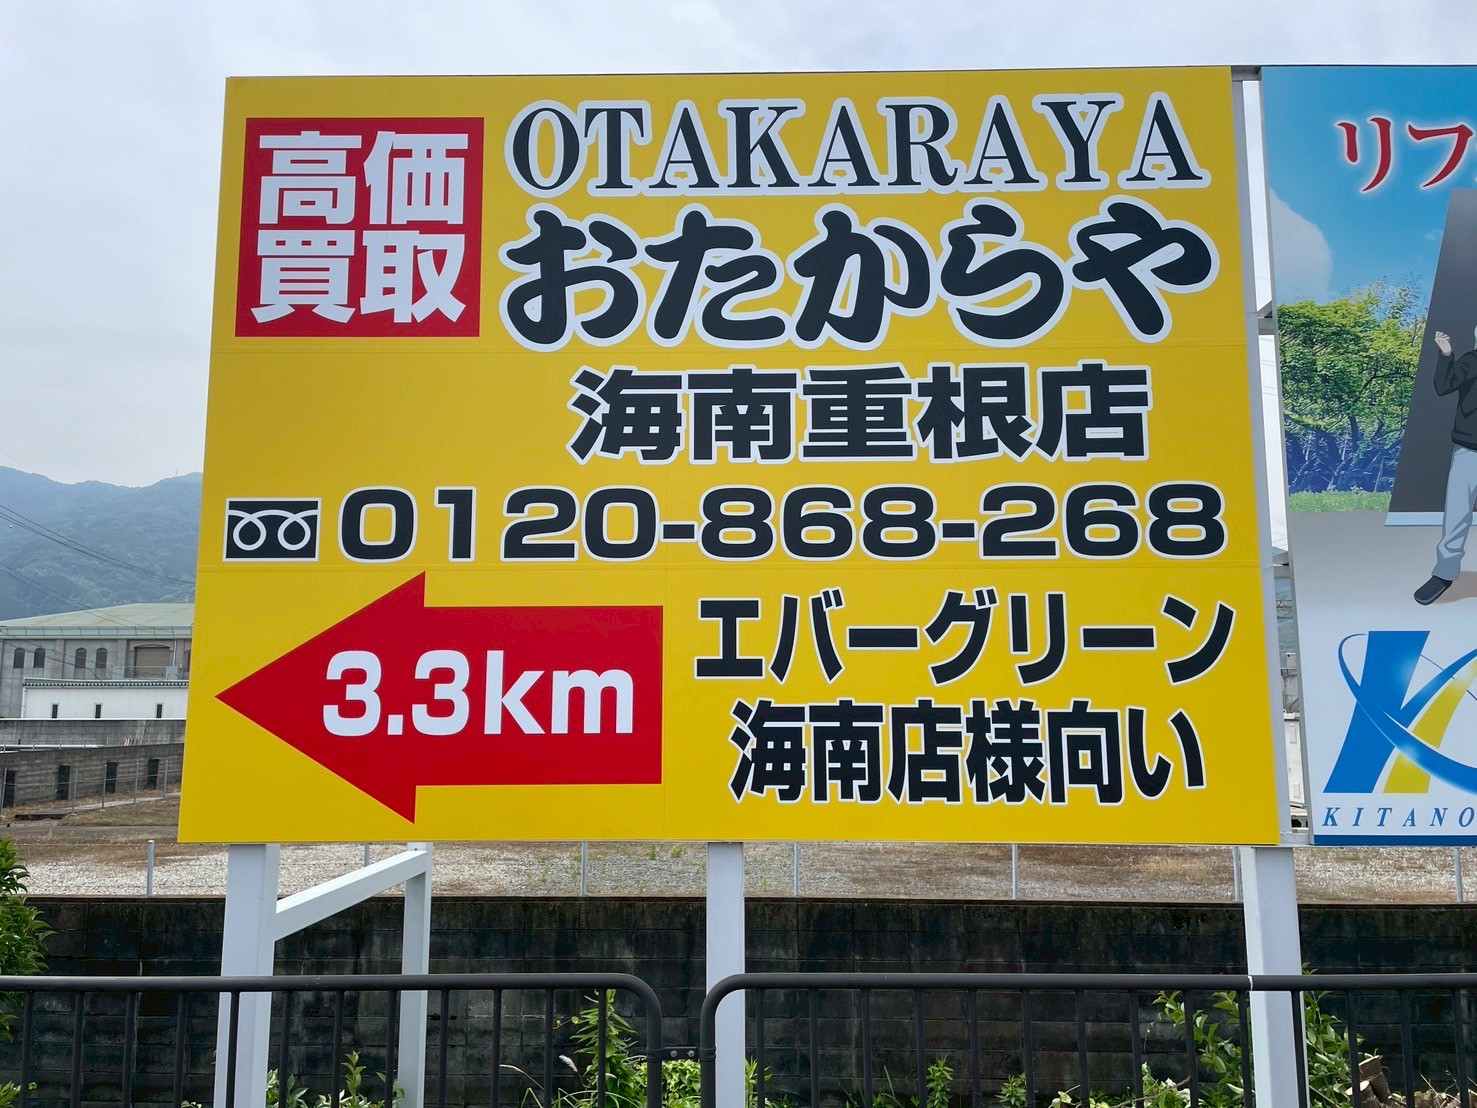 高価
買取
OTAKARAYA
おたからや
海南重根店
0120-868-268
3.3km
エバーグリーン
海南店様向い
リフ
KITANO